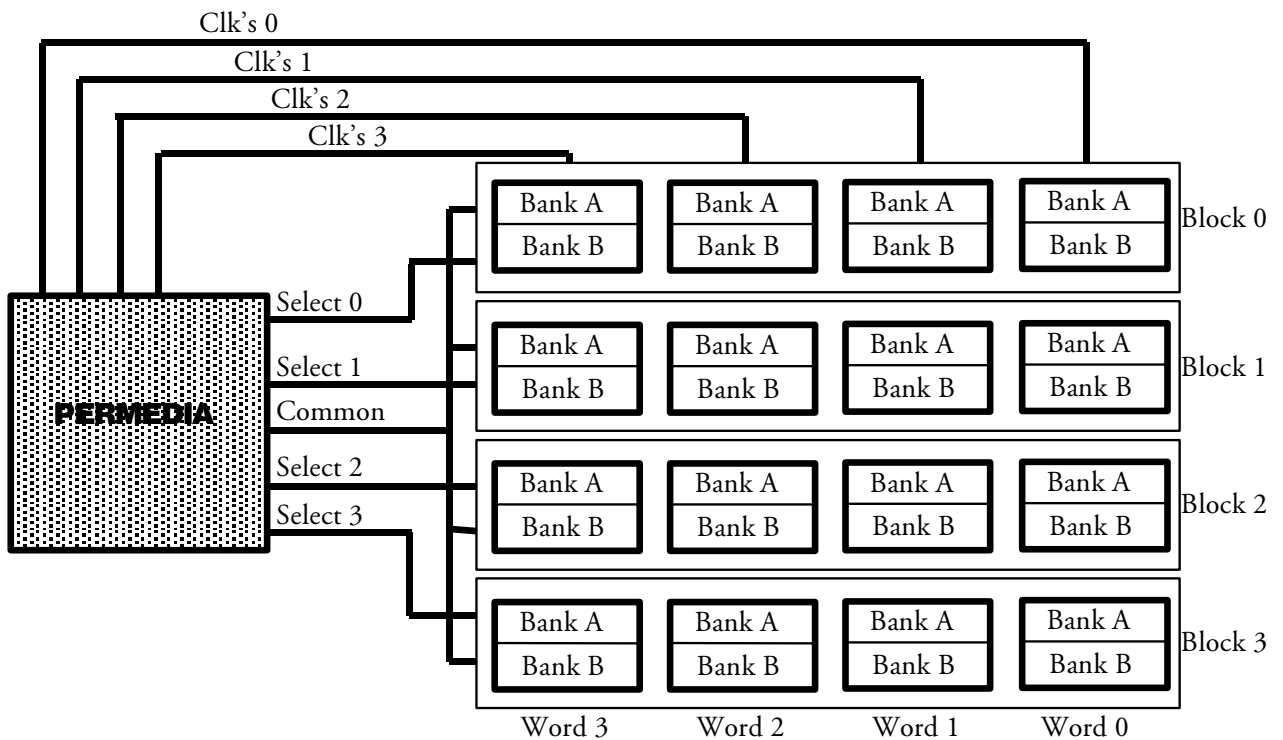 Clk's 0
Clk's 1
Clk's 2
Clk's 3
Bank A Bank A Bank A Bank A
Bank B Bank B Bank B Bank B
Block 0
Select 0
Bank A Bank A Bank A Bank A
Bank B Bank B Bank B Bank B
Block 1
Select 1
PERMEDIA
Common
Select 2
Bank A Bank A Bank A Bank A
Bank B Bank B Bank B Bank B
Block 2
Select 3
Bank A Bank A Bank A Bank A
Bank B Bank B Bank B Bank B
Block 3
Word 3 Word 2 Word 1 Word 0